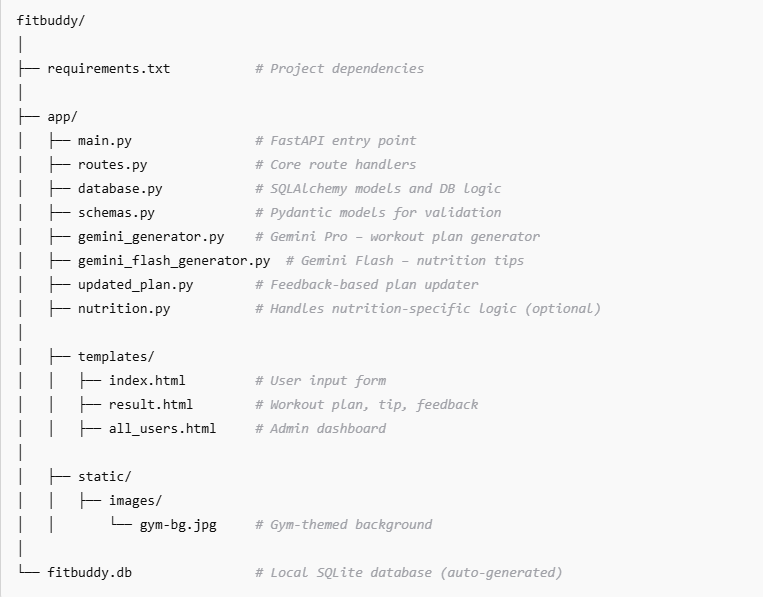 fitbuddy/
│
├── requirements.txt           # Project dependencies
│
├── app/
│   ├── main.py                # FastAPI entry point
│   ├── routes.py              # Core route handlers
│   ├── database.py            # SQLAlchemy models and DB logic
│   ├── schemas.py             # Pydantic models for validation
│   ├── gemini_generator.py    # Gemini Pro – workout plan generator
│   ├── gemini_flash_generator.py  # Gemini Flash – nutrition tips
│   ├── updated_plan.py        # Feedback-based plan updater
│   ├── nutrition.py           # Handles nutrition-specific logic (optional)
│
│   ├── templates/
│   │   ├── index.html         # User input form
│   │   ├── result.html        # Workout plan, tip, feedback
│   │   ├── all_users.html     # Admin dashboard
│
│   ├── static/
│   │   ├── images/
│   │       └── gym-bg.jpg     # Gym-themed background
│
└── fitbuddy.db                # Local SQLite database (auto-generated)